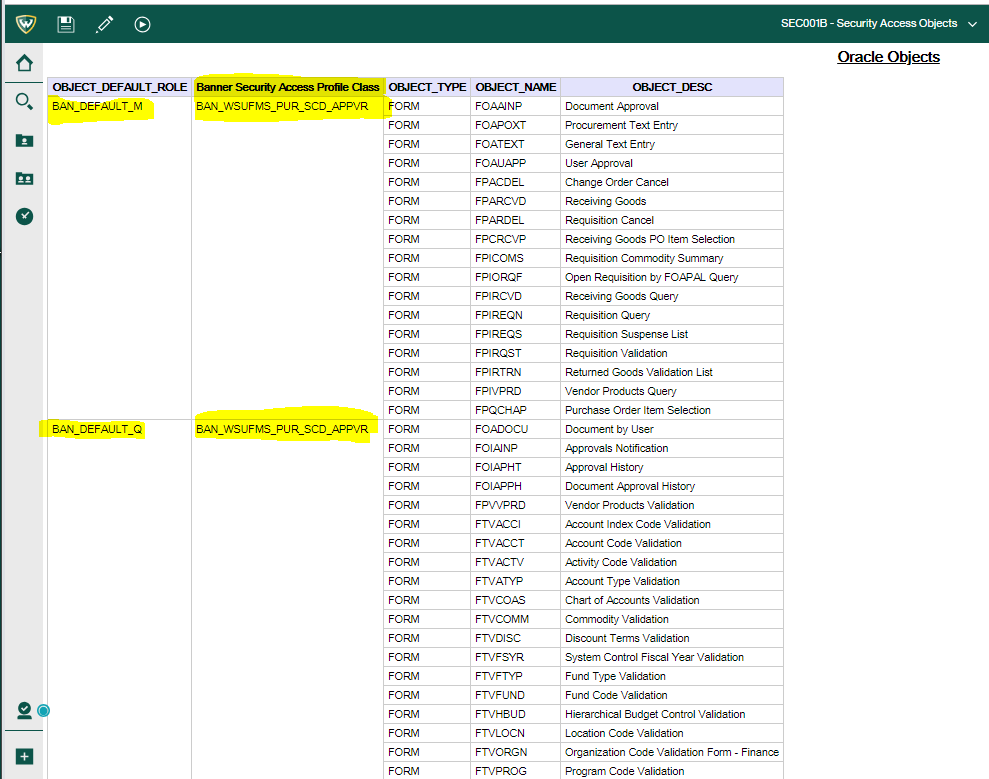 SEC001B - Security Access Objects
Oracle Objects
OBJECT_DEFAULT_ROLE Banner Security Access Profile Class OBJECT_TYPE OBJECT_NAME OBJECT_DESC
BAN_DEFAULT_M BAN_WSUFMS_PUR_SCD_APPVR FORM FOAAINP Document Approval
FORM FOAPOXT Procurement Text Entry
FORM FOATEXT General Text Entry
FORM FOAUAPP User Approval
FORM FPACDEL Change Order Cancel
FORM FPARCVD Receiving Goods
FORM FPARDEL Requisition Cancel
FORM FPCRCVP Receiving Goods PO Item Selection
FORM FPICOMS Requisition Commodity Summary
FORM FPIORQF Open Requisition by FOAPAL Query
FORM FPIRCVD Receiving Goods Query
FORM FPIREQN Requisition Query
FORM FPIREQS Requisition Suspense List
FORM FPIRQST Requisition Validation
FORM FPIRTRN Returned Goods Validation List
FORM FPIVPRD Vendor Products Query
FORM FPQCHAP Purchase Order Item Selection
BAN_DEFAULT_Q BAN_WSUFMS_PUR_SCD_APPVR FORM FOADOCU Document by User
FORM FOIAINP Approvals Notification
FORM FOIAPHT Approval History
FORM FOIAPPH Document Approval History
FORM FPVVPRD Vendor Products Validation
FORM FTVACCI Account Index Code Validation
FORM FTVACCT Account Code Validation
FORM FTVACTV Activity Code Validation
FORM FTVATYP Account Type Validation
FORM FTVCOAS Chart of Accounts Validation
FORM FTVCOMM Commodity Validation
FORM FTVDISC Discount Terms Validation
FORM FTVFSYR System Control Fiscal Year Validation
FORM FTVFTYP Fund Type Validation
FORM FTVFUND Fund Code Validation
FORM FTVHBUD Hierarchical Budget Control Validation
FORM FTVLOCN Location Code Validation
FORM FTVORGN Organization Code Validation Form - Finance
FORM FTVPROG Program Code Validation